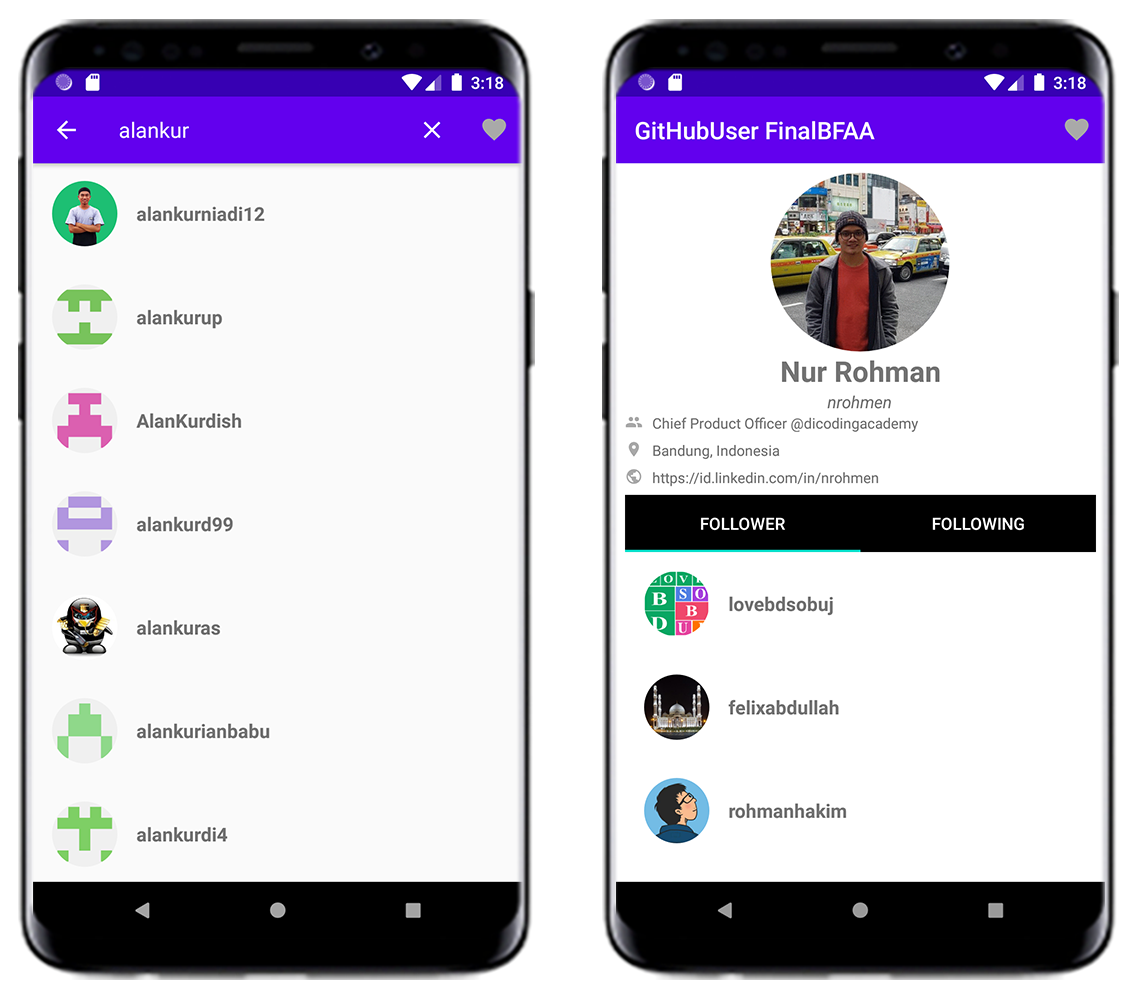 3:18
alankur
alankurniadi12
alankurup
AlanKurdish
alankurd99
alankuras
alankurianbabu
alankurdi4
3:18
GitHubUser FinalBFAA
Nur Rohman
nrohmen
Chief Product Officer @dicodingacademy
Bandung, Indonesia
https://id.linkedin.com/in/nrohmen
FOLLOWER FOLLOWING
lovebdsobuj
felixabdullah
rohmanhakim